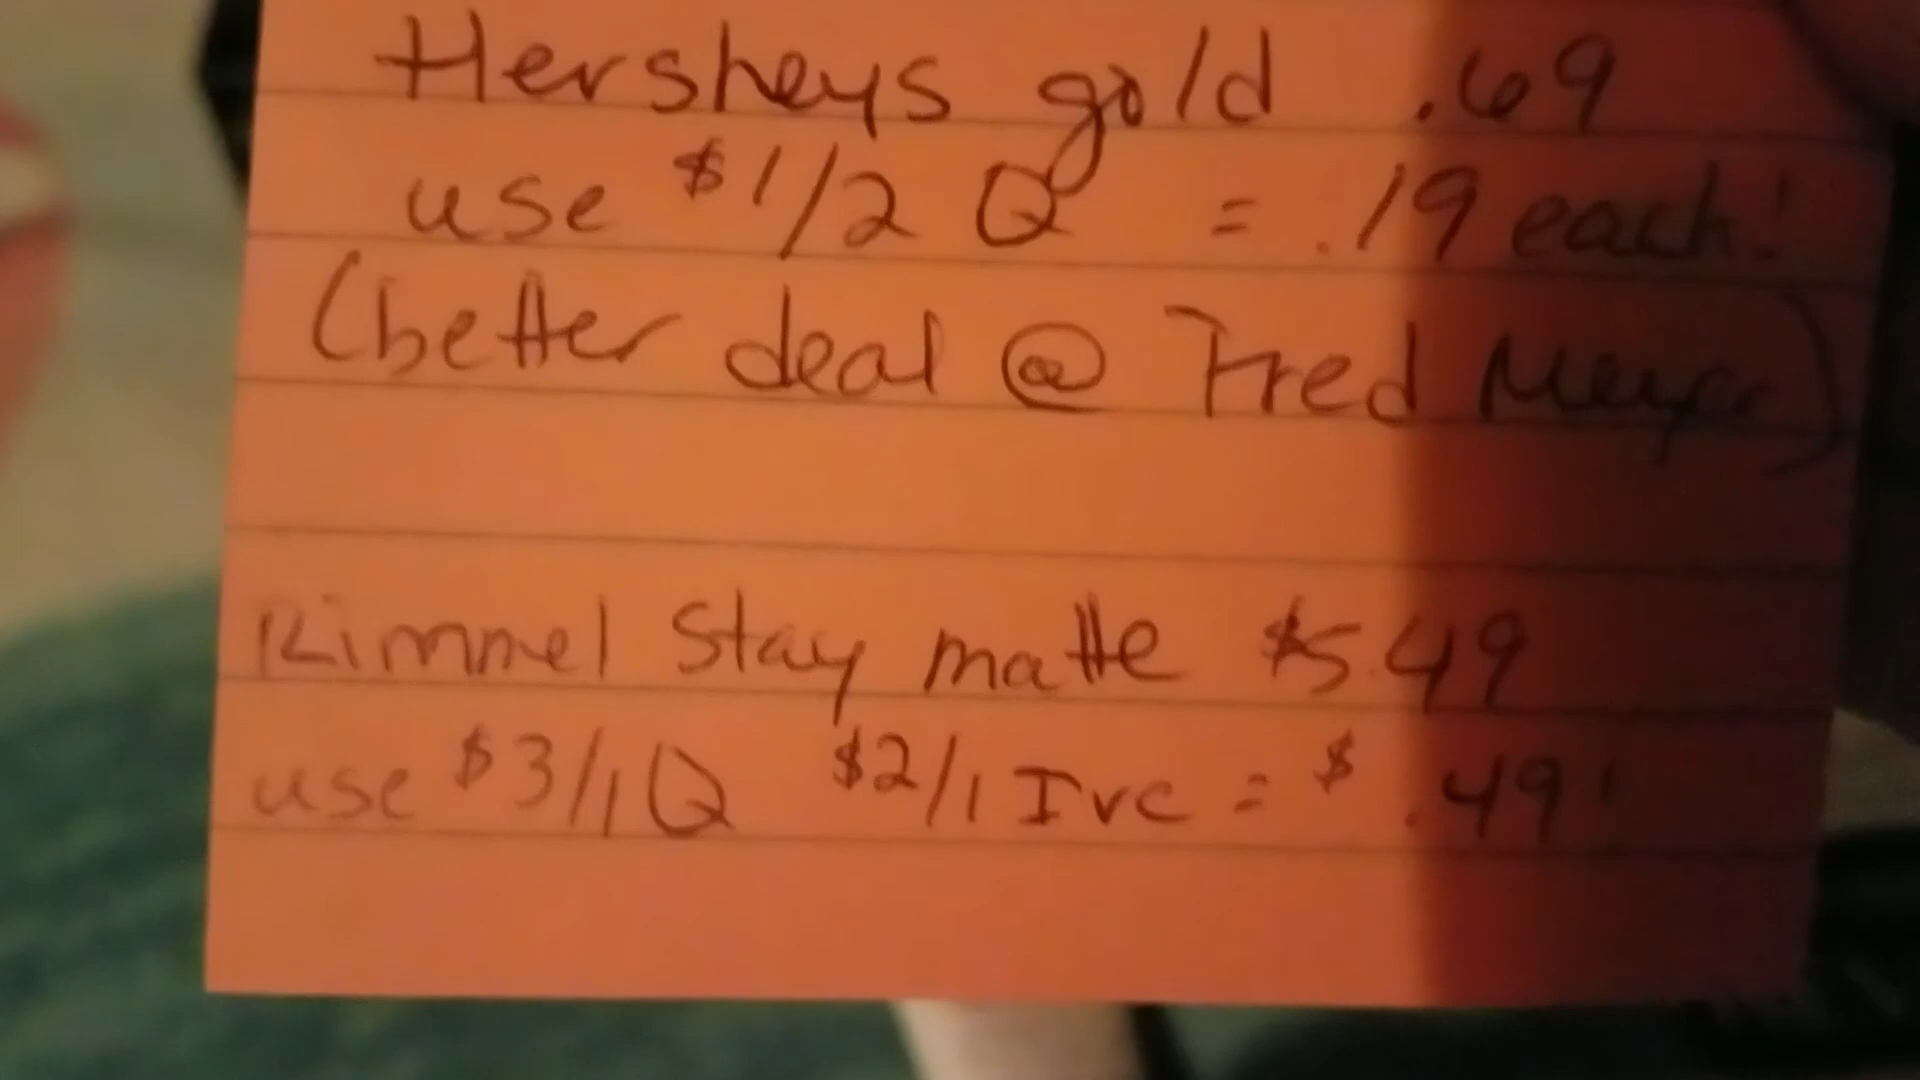 Hersheys gold .69
use $1/2 Q = .19 each!
(better deal @ Fred Meyer)
Rimmel Stay matte $5.49
use $3/1 Q $2/1 Ivc = $ .49!